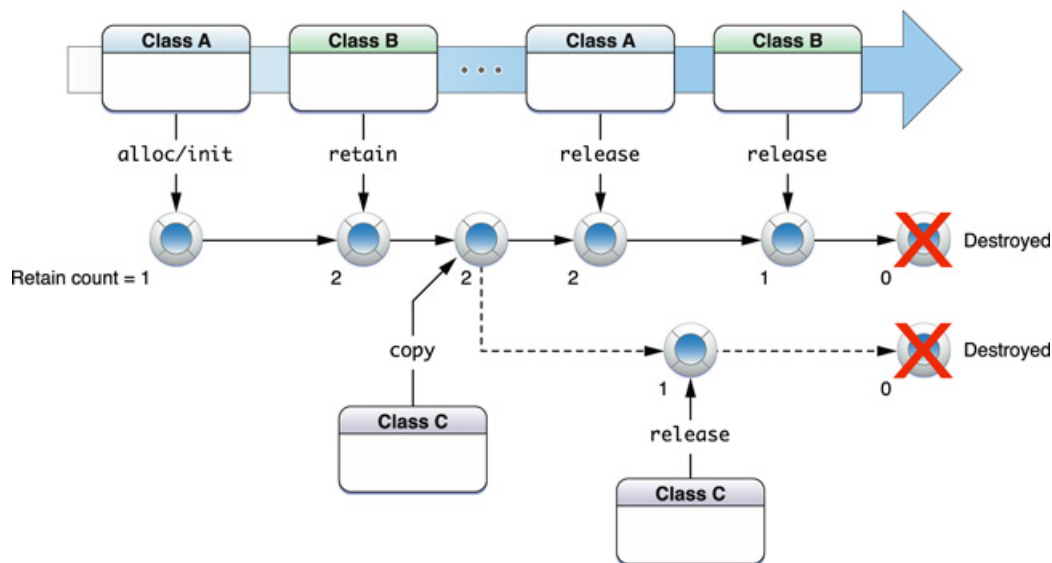 Class A
Class B
...
Class A
Class B
alloc/init
retain
release
release
Retain count = 1
2
2
2
1
0
Destroyed
copy
1
0
Destroyed
Class C
release
Class C